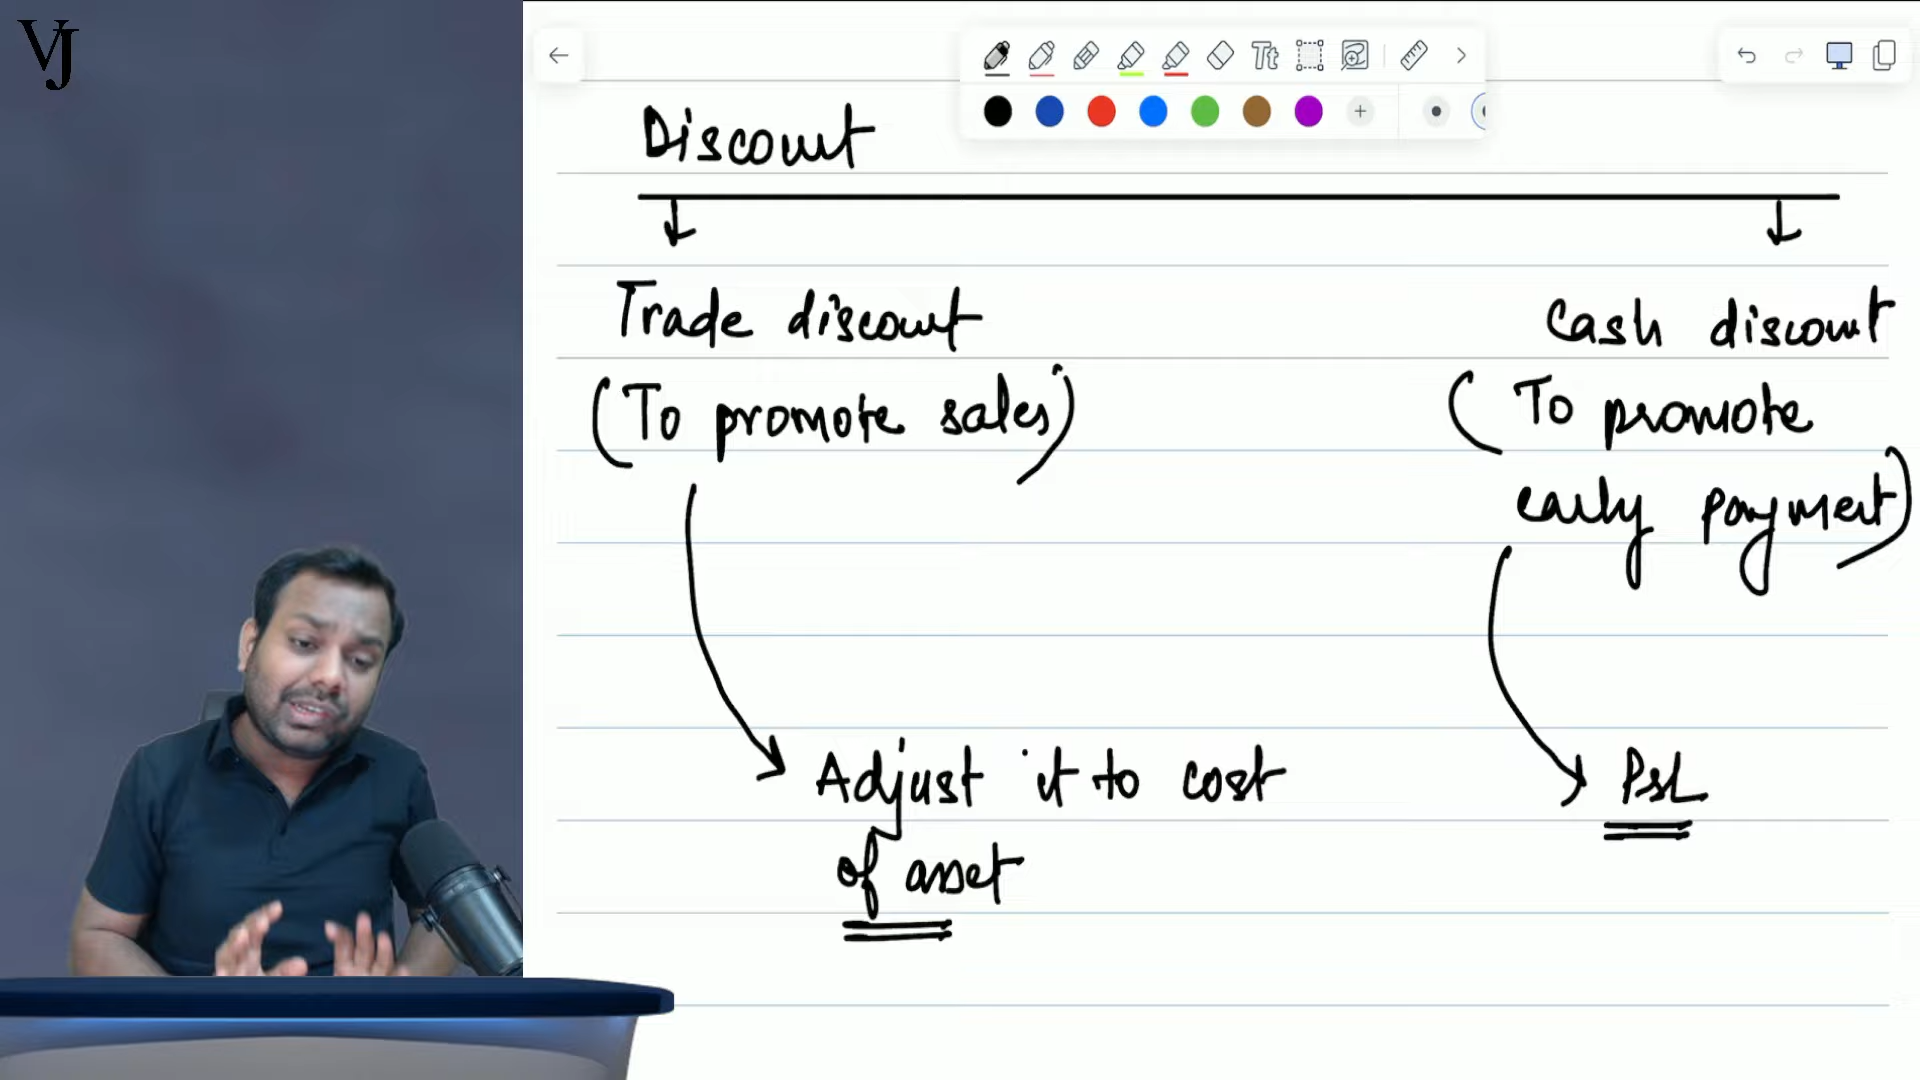 VJ
Tt
Discount
Trade discount
(To promote sales)
Adjust it to cost
of asset
Cash discount
( To promote
early payment)
P&L